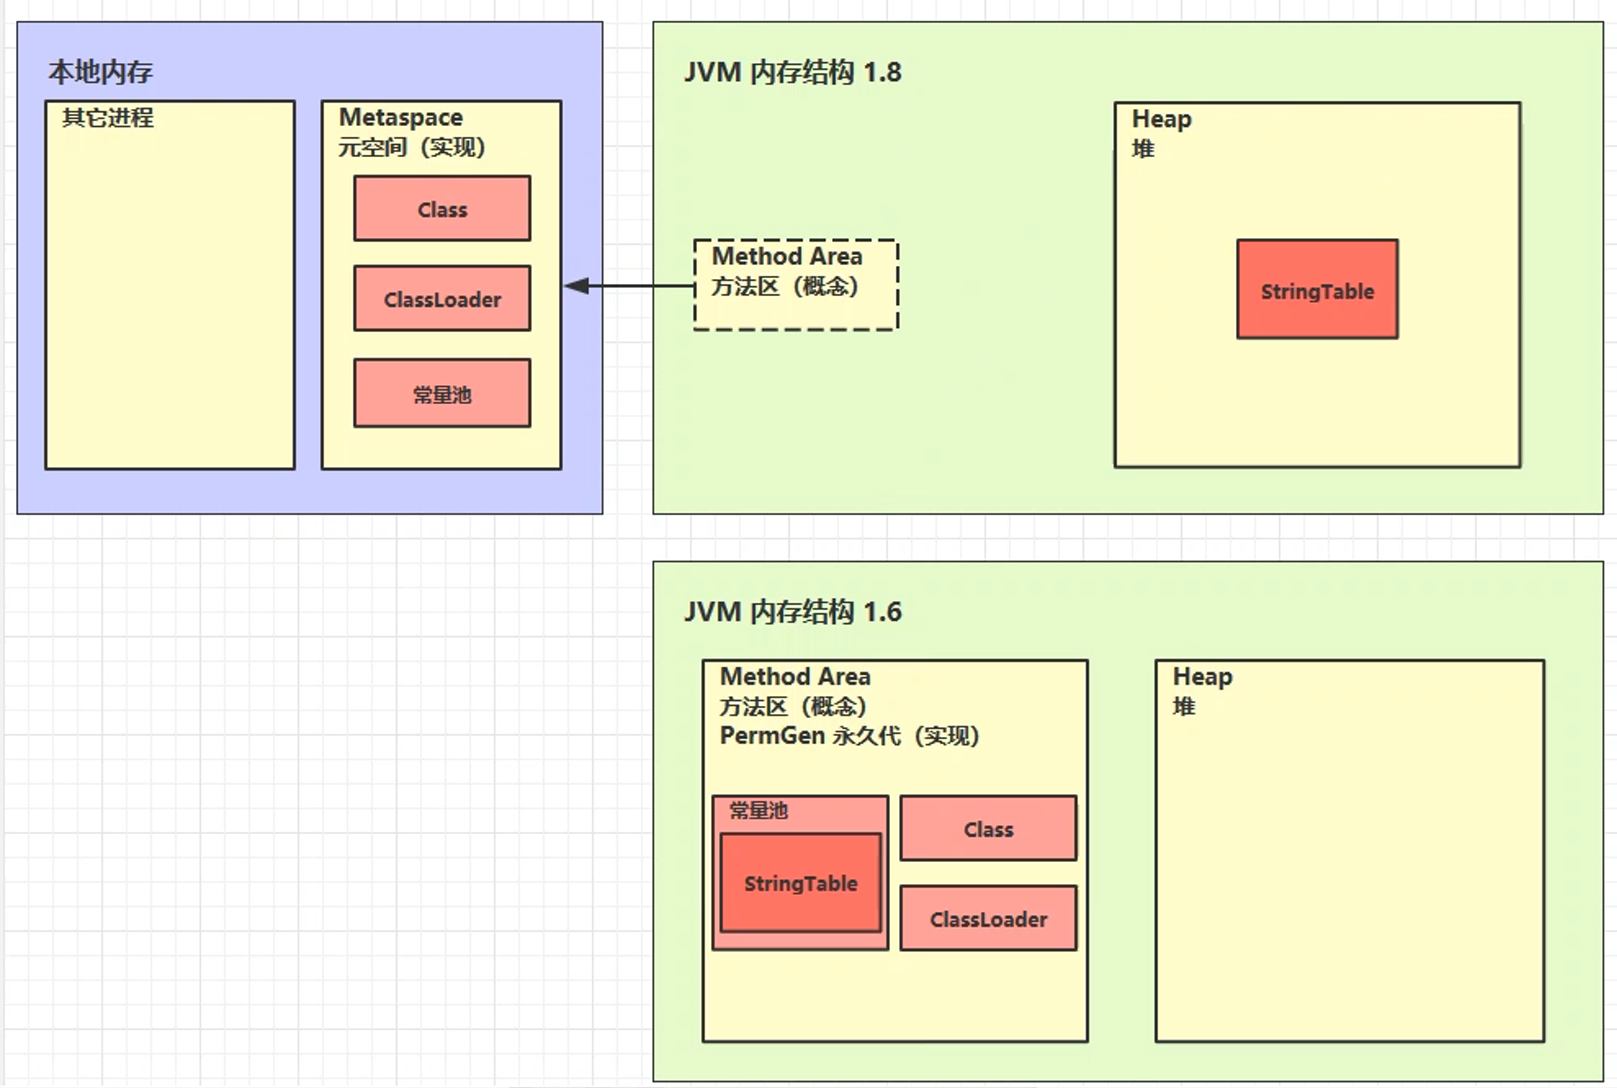 本地内存
其它进程
Metaspace
元空间（实现）
Class
ClassLoader
常量池
JVM 内存结构 1.8
Method Area
方法区（概念）
Heap
堆
StringTable
JVM 内存结构 1.6
Method Area
方法区（概念）
PermGen 永久代（实现）
常量池
StringTable
Class
ClassLoader
Heap
堆